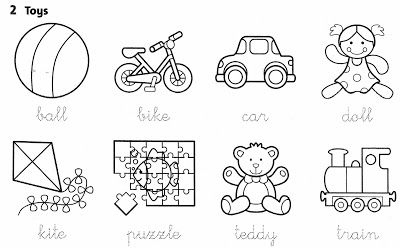 2 Toys
ball bike car doll
kite puzzle teddy train